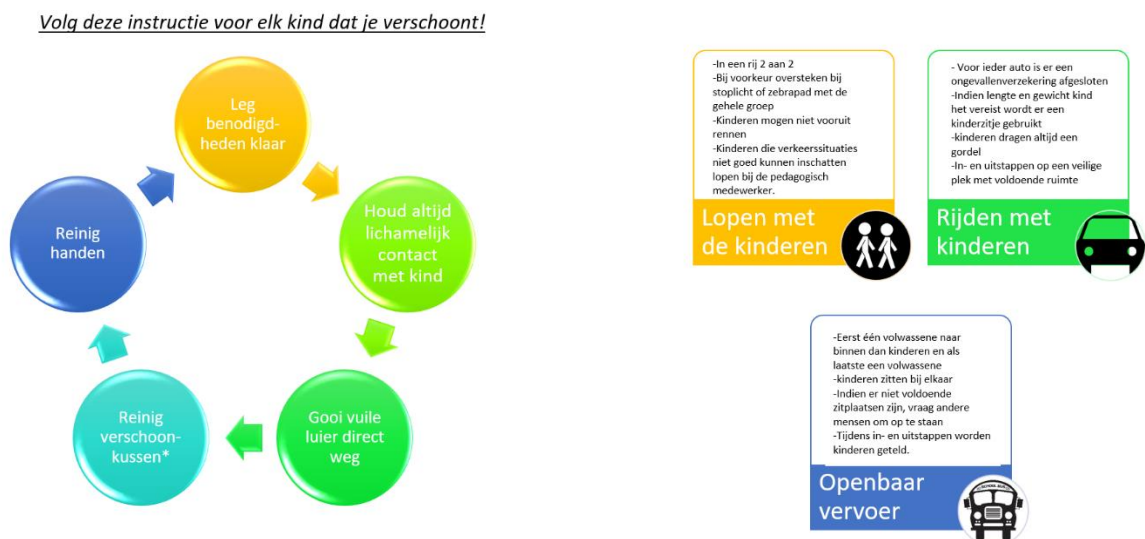 Volg deze instructie voor elk kind dat je verschoont!
Leg
benodigd-
heden klaar
Houd altijd
lichamelijk
contact
met kind
Gooi vuile
luier direct
weg
Reinig
verschoon-
kussen*
Reinig
handen
-In een rij 2 aan 2
-Bij voorkeur oversteken bij
stoplicht of zebrapad met de
gehele groep
-Kinderen mogen niet vooruit
rennen
-Kinderen die verkeerssituaties
niet goed kunnen inschatten
lopen bij de pedagogisch
medewerker.
Lopen met
de kinderen
- Voor ieder auto is er een
ongevallenverzekering afgesloten
-Indien lengte en gewicht kind
het vereist wordt er een
kinderzitje gebruikt
-kinderen dragen altijd een
gordel
-In- en uitstappen op een veilige
plek met voldoende ruimte
Rijden met
kinderen
-Eerst één volwassene naar
binnen dan kinderen en als
laatste een volwassene
-kinderen zitten bij elkaar
-Indien er niet voldoende
zitplaatsen zijn, vraag andere
mensen om op te staan
-Tijdens in- en uitstappen worden
kinderen geteld.
Openbaar
vervoer